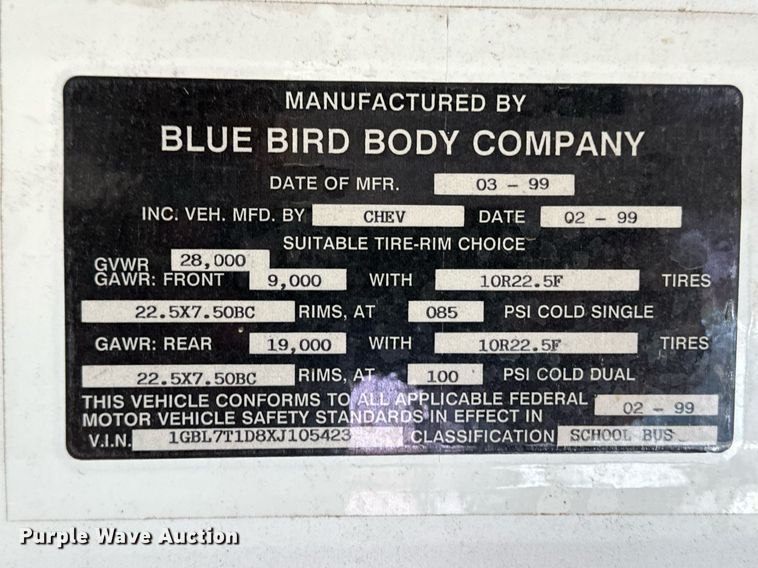 MANUFACTURED BY
BLUE BIRD BODY COMPANY
DATE OF MFR. 03 - 99
INC. VEH. MFD. BY CHEV DATE 02 - 99
SUITABLE TIRE-RIM CHOICE
GVWR 28,000
GAWR: FRONT 9,000 WITH 10R22.5F TIRES
22.5X7.50BC RIMS, AT 085 PSI COLD SINGLE
GAWR: REAR 19,000 WITH 10R22.5F TIRES
22.5X7.50BC RIMS, AT 100 PSI COLD DUAL
THIS VEHICLE CONFORMS TO ALL APPLICABLE FEDERAL
MOTOR VEHICLE SAFETY STANDARDS IN EFFECT IN 02 - 99
V.I.N. 1GBL7T1D8XJ105423 CLASSIFICATION SCHOOL BUS
Purple Wave Auction